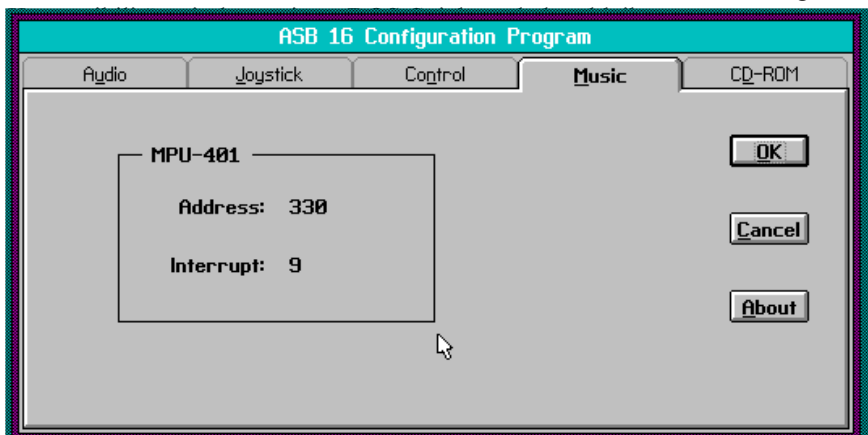 ASB 16 Configuration Program
Audio Joystick Control Music CD-ROM
MPU-401
OK
Address: 330
Cancel
Interrupt: 9
About